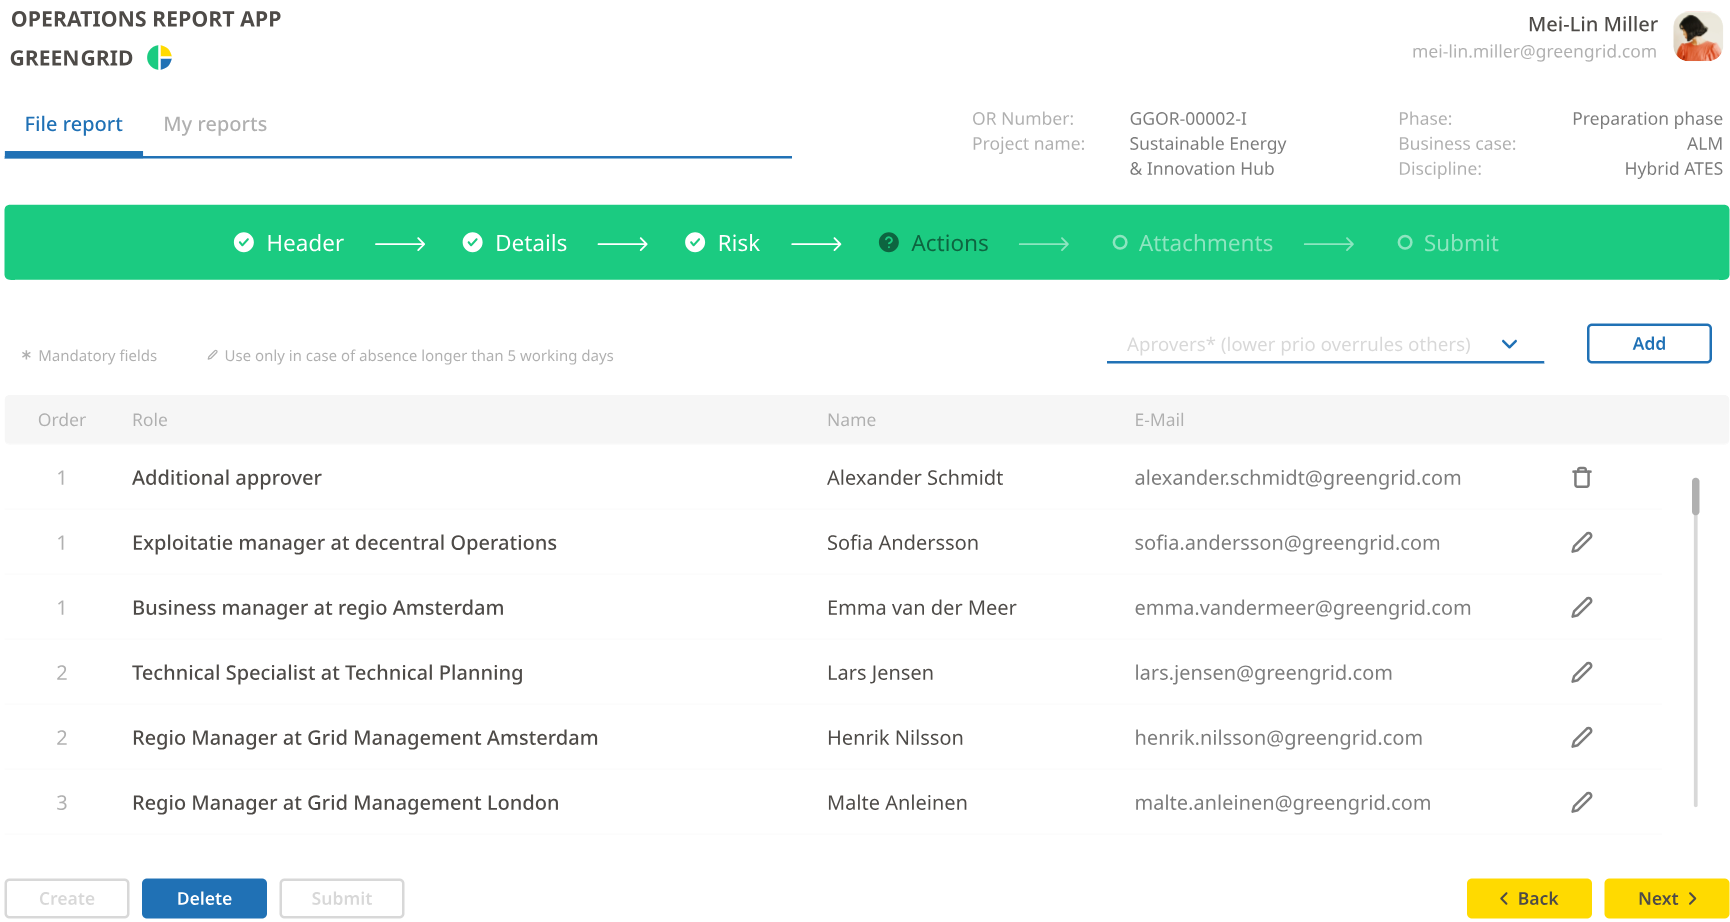 OPERATIONS REPORT APP
GREENGRID
Mei-Lin Miller
mei-lin.miller@greengrid.com
File report My reports
OR Number: GGOR-00002-I
Project name: Sustainable Energy
& Innovation Hub
Phase: Preparation phase
Business case: ALM
Discipline: Hybrid ATES
Header Details Risk ? Actions Attachments Submit
* Mandatory fields Use only in case of absence longer than 5 working days
Aprovers* (lower prio overrules others) Add
Order Role Name E-Mail
1 Additional approver Alexander Schmidt alexander.schmidt@greengrid.com
1 Exploitatie manager at decentral Operations Sofia Andersson sofia.andersson@greengrid.com
1 Business manager at regio Amsterdam Emma van der Meer emma.vandermeer@greengrid.com
2 Technical Specialist at Technical Planning Lars Jensen lars.jensen@greengrid.com
2 Regio Manager at Grid Management Amsterdam Henrik Nilsson henrik.nilsson@greengrid.com
3 Regio Manager at Grid Management London Malte Anleinen malte.anleinen@greengrid.com
Create Delete Submit Back Next